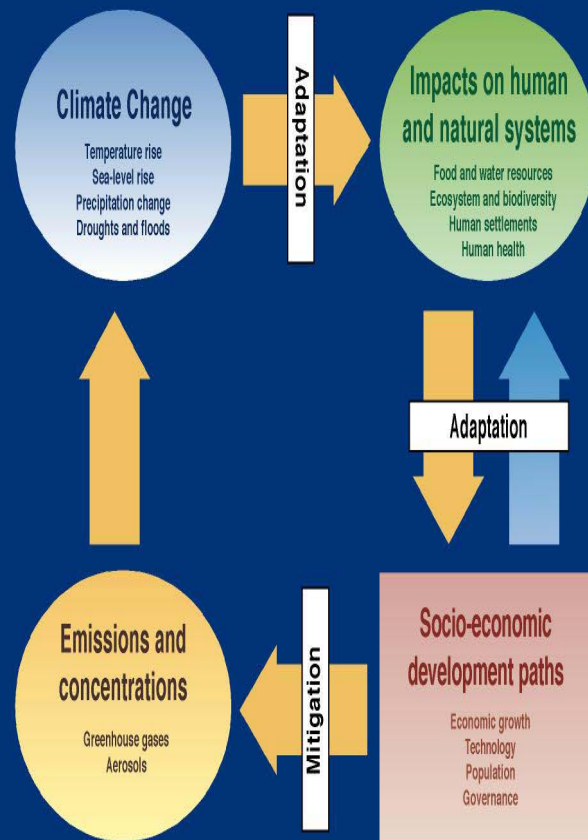 Climate Change
Temperature rise
Sea-level rise
Precipitation change
Droughts and floods
Adaptation
Impacts on human
and natural systems
Food and water resources
Ecosystem and biodiversity
Human settlements
Human health
Adaptation
Emissions and
concentrations
Greenhouse gases
Aerosols
Mitigation
Socio-economic
development paths
Economic growth
Technology
Population
Governance